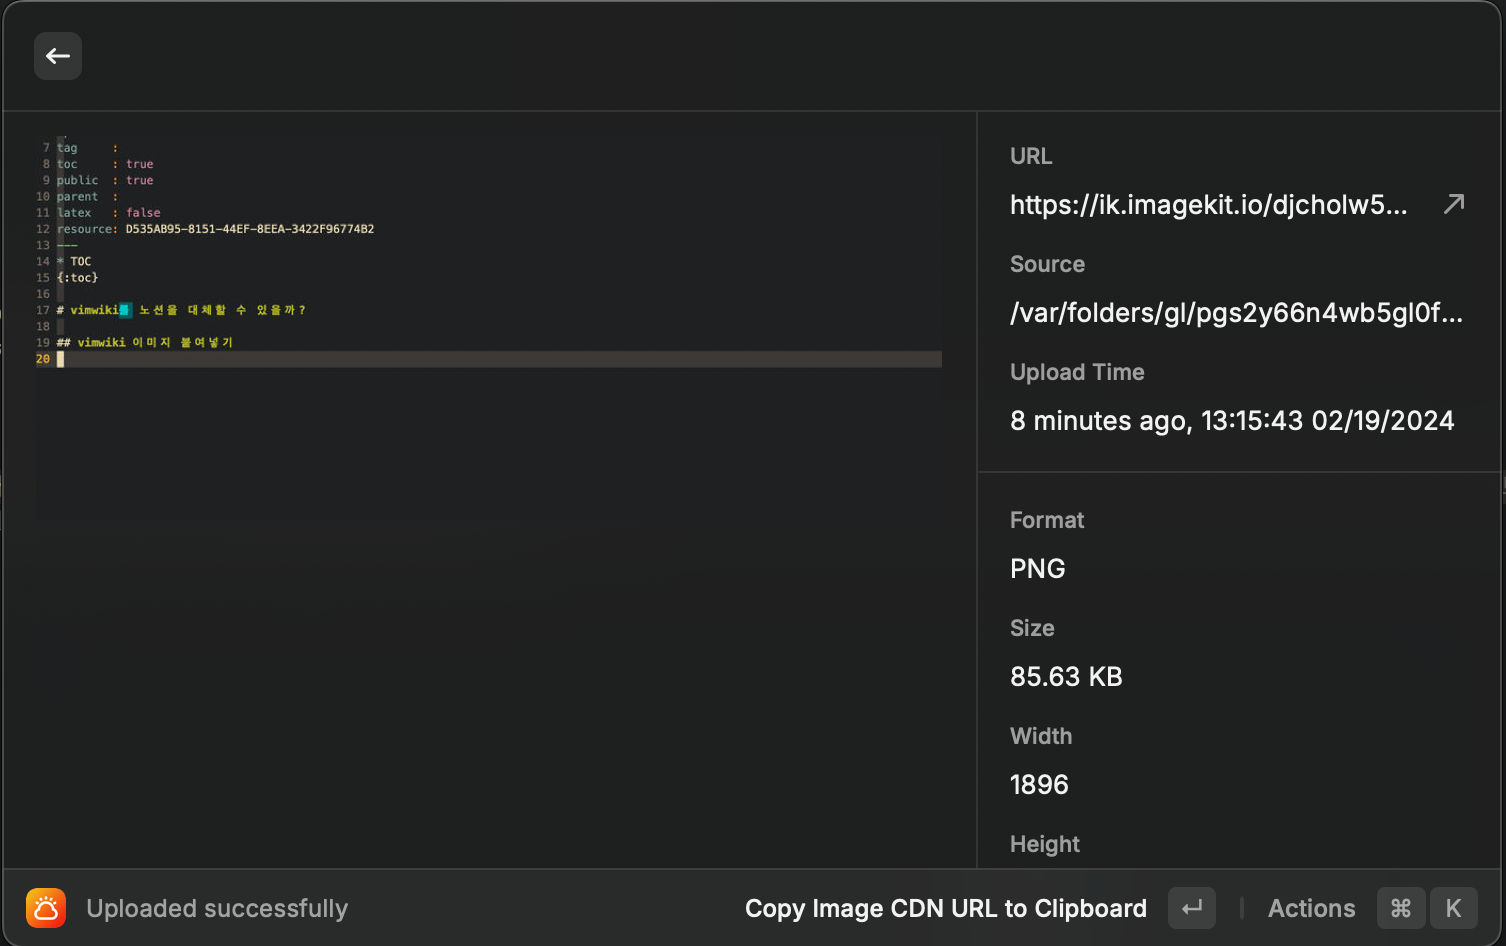 7 tag     :
8 toc     : true
9 public  : true
10 parent  :
11 latex   : false
12 resource: D535AB95-8151-44EF-8EEA-3422F96774B2
13 ---
14 * TOC
15 {:toc}
16
17 # vimwiki를 노션을 대체할 수 있을까?
18
19 ## vimwiki 이미지 붙여넣기
20
URL
https://ik.imagekit.io/djcholw5...
Source
/var/folders/gl/pgs2y66n4wb5gl0f...
Upload Time
8 minutes ago, 13:15:43 02/19/2024
Format
PNG
Size
85.63 KB
Width
1896
Height
Uploaded successfully
Copy Image CDN URL to Clipboard
Actions
⌘ K